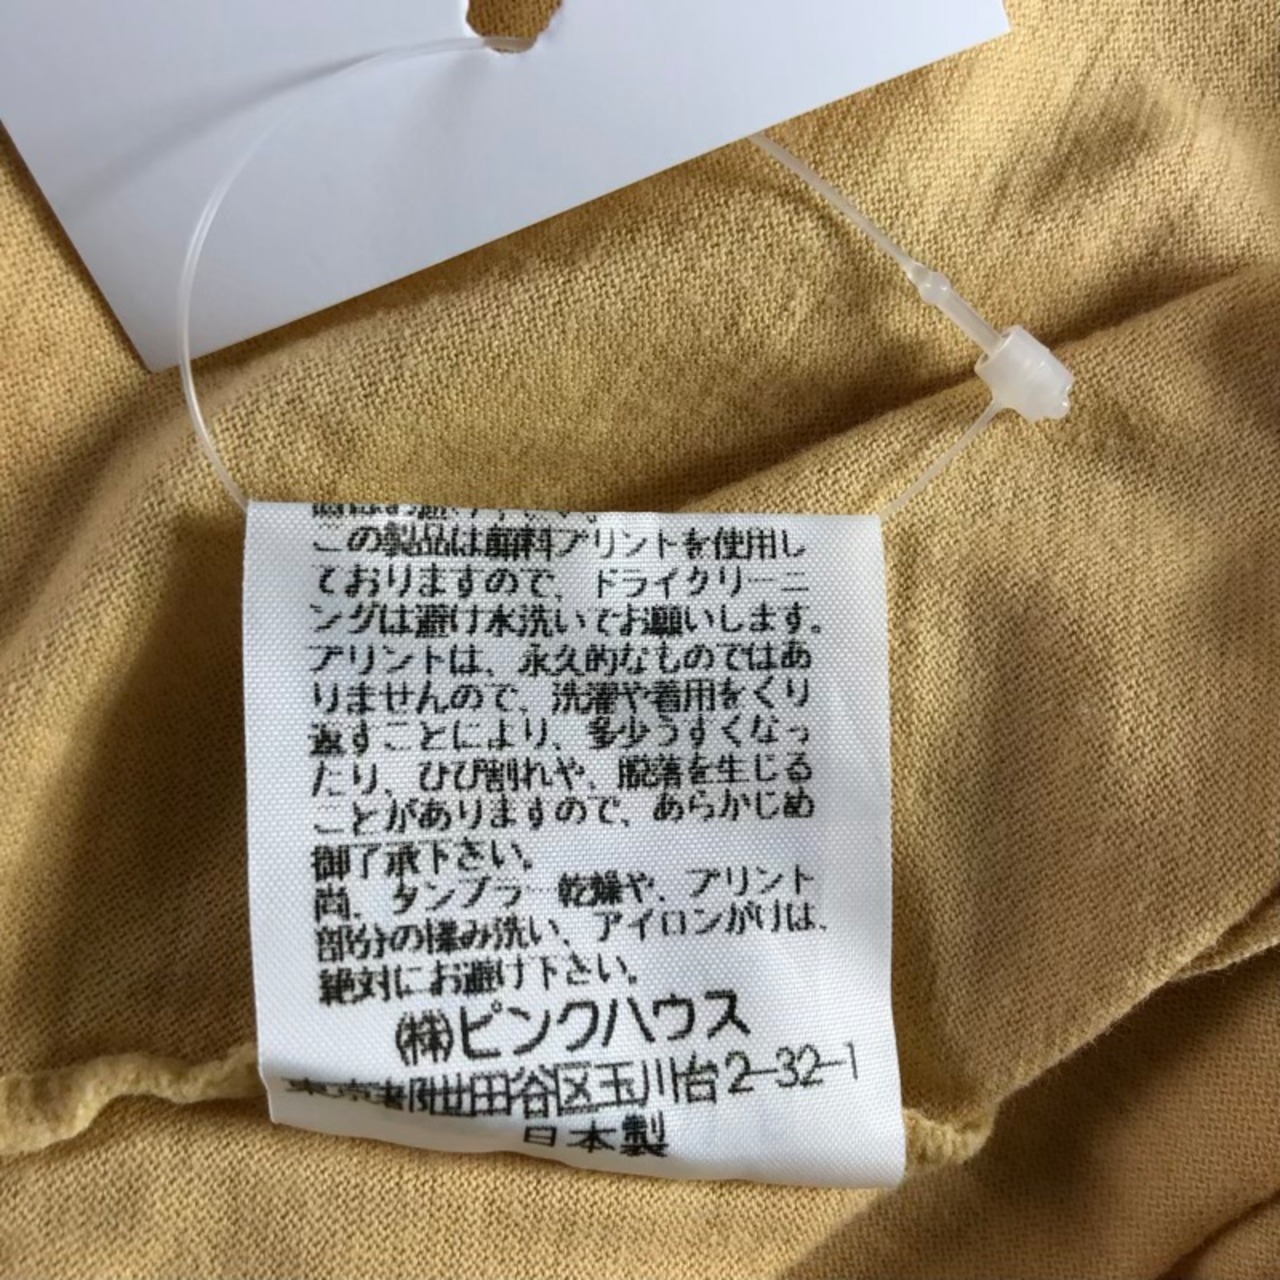 この製品は顔料プリントを使用し
ておりますので、ドライクリーニ
ングは避け水洗いでお願いします。
プリントは、永久的なものではあ
りませんので、洗濯や着用をくり
返すことにより、多少うすくなっ
たり、ひび割れや、脱落を生じる
ことがありますので、あらかじめ
御了承下さい。
尚、タンブラー乾燥や、プリント
部分の揉み洗い、アイロンがけは、
絶対にお避け下さい。
㈱ピンクハウス
東京都世田谷区玉川台2-32-1
日本製